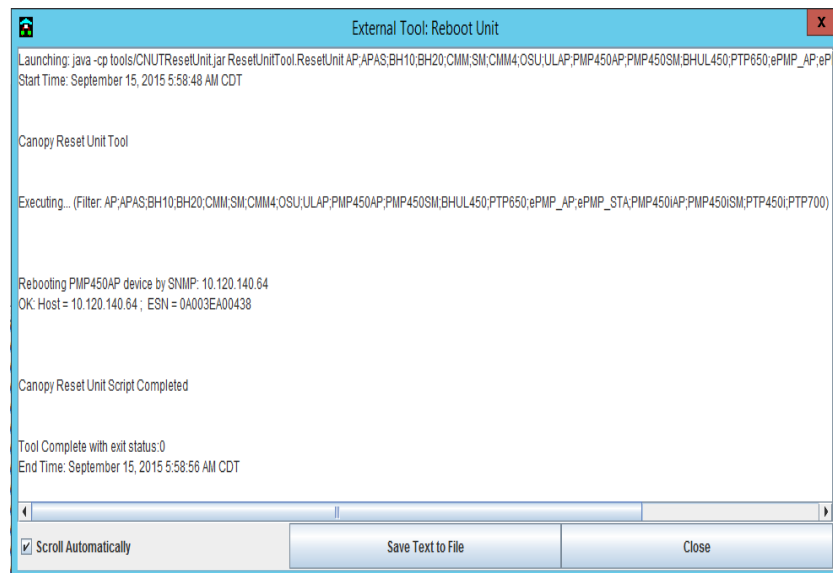 External Tool: Reboot Unit
x
Launching: java -cp tools/CNUTResetUnit.jar ResetUnitTool.ResetUnit AP;APAS;BH10;BH20;CMM;SM;CMM4;OSU;ULAP;PMP450AP;PMP450SM;BHUL450;PTP650;ePMP_AP;eP
Start Time: September 15, 2015 5:58:48 AM CDT
Canopy Reset Unit Tool
Executing... (Filter: AP;APAS;BH10;BH20;CMM;SM;CMM4;OSU;ULAP;PMP450AP;PMP450SM;BHUL450;PTP650;ePMP_AP;ePMP_STA;PMP450iAP;PMP450iSM;PTP450i;PTP700)
Rebooting PMP450AP device by SNMP: 10.120.140.64
OK: Host = 10.120.140.64 ; ESN = 0A003EA00438
Canopy Reset Unit Script Completed
Tool Complete with exit status:0
End Time: September 15, 2015 5:58:56 AM CDT
Scroll Automatically
Save Text to File
Close